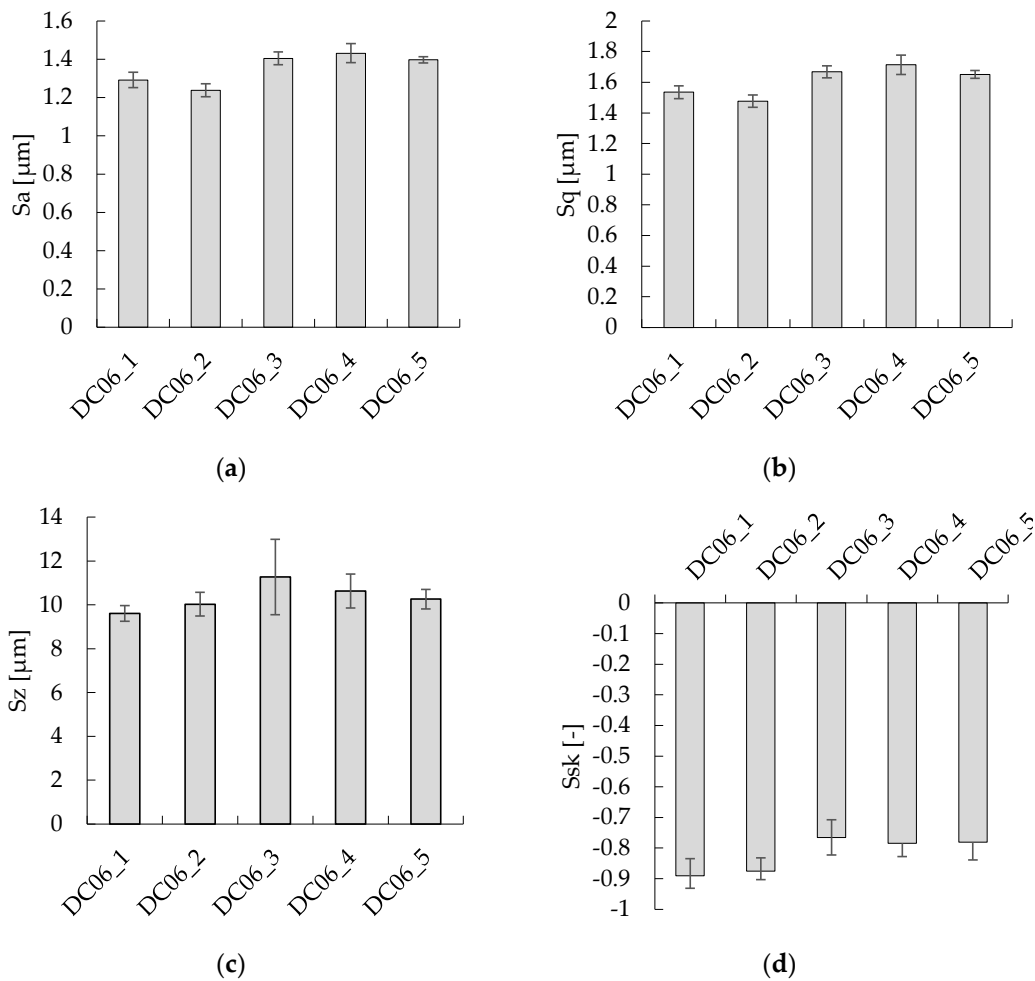 1.6
1.4
1.2
1
0.8
0.6
0.4
0.2
0
Sa [µm]
DC06_1
DC06_2
DC06_3
DC06_4
DC06_5
(a)
2
1.8
1.6
1.4
1.2
1
0.8
0.6
0.4
0.2
0
Sq [µm]
DC06_1
DC06_2
DC06_3
DC06_4
DC06_5
(b)
14
12
10
8
6
4
2
0
Sz [µm]
DC06_1
DC06_2
DC06_3
DC06_4
DC06_5
(c)
DC06_1
DC06_2
DC06_3
DC06_4
DC06_5
0
-0.1
-0.2
-0.3
-0.4
-0.5
-0.6
-0.7
-0.8
-0.9
-1
Ssk [-]
(d)